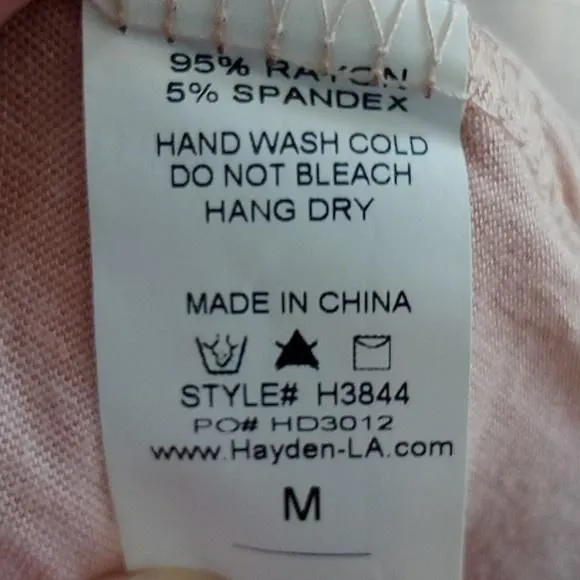 95% RAYON
5% SPANDEX
HAND WASH COLD
DO NOT BLEACH
HANG DRY
MADE IN CHINA
STYLE# H3844
PO# HD3012
www.Hayden-LA.com
M